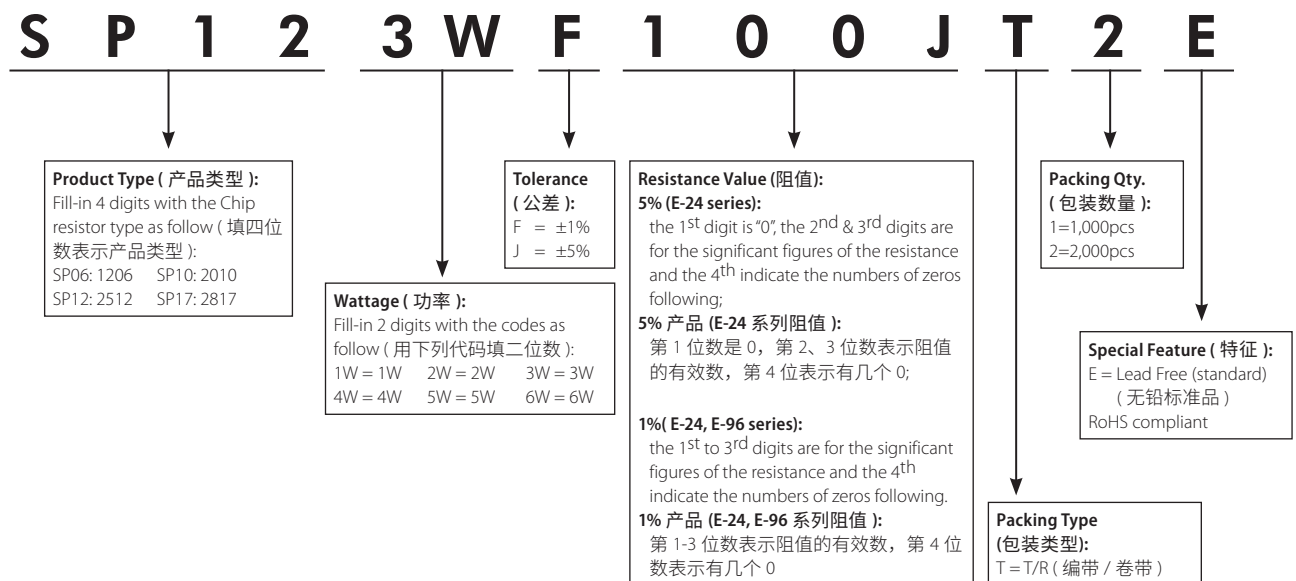 S P 1 2 3 W F 1 0 0 J T 2 E
Product Type ( 产品类型 ):
Fill-in 4 digits with the Chip
resistor type as follow ( 填四位
数表示产品类型 ):
SP06: 1206 SP10: 2010
SP12: 2512 SP17: 2817
Wattage ( 功率 ):
Fill-in 2 digits with the codes as
follow ( 用下列代码填二位数 ):
1W = 1W 2W = 2W 3W = 3W
4W = 4W 5W = 5W 6W = 6W
Tolerance
( 公差 ):
F = ±1%
J = ±5%
Resistance Value (阻值):
5% (E-24 series):
the 1st digit is "0", the 2nd & 3rd digits are
for the significant figures of the resistance
and the 4th indicate the numbers of zeros
following;
5% 产品 (E-24 系列阻值 ):
第 1 位数是 0，第 2、3 位数表示阻值
的有效数，第 4 位表示有几个 0;
1%( E-24, E-96 series):
the 1st to 3rd digits are for the significant
figures of the resistance and the 4th
indicate the numbers of zeros following.
1% 产品 (E-24, E-96 系列阻值 ):
第 1-3 位数表示阻值的有效数，第 4 位
数表示有几个 0
Packing Type
(包装类型):
T = T/R ( 编带 / 卷带 )
Packing Qty.
( 包装数量 ):
1=1,000pcs
2=2,000pcs
Special Feature ( 特征 ):
E = Lead Free (standard)
( 无铅标准品 )
RoHS compliant